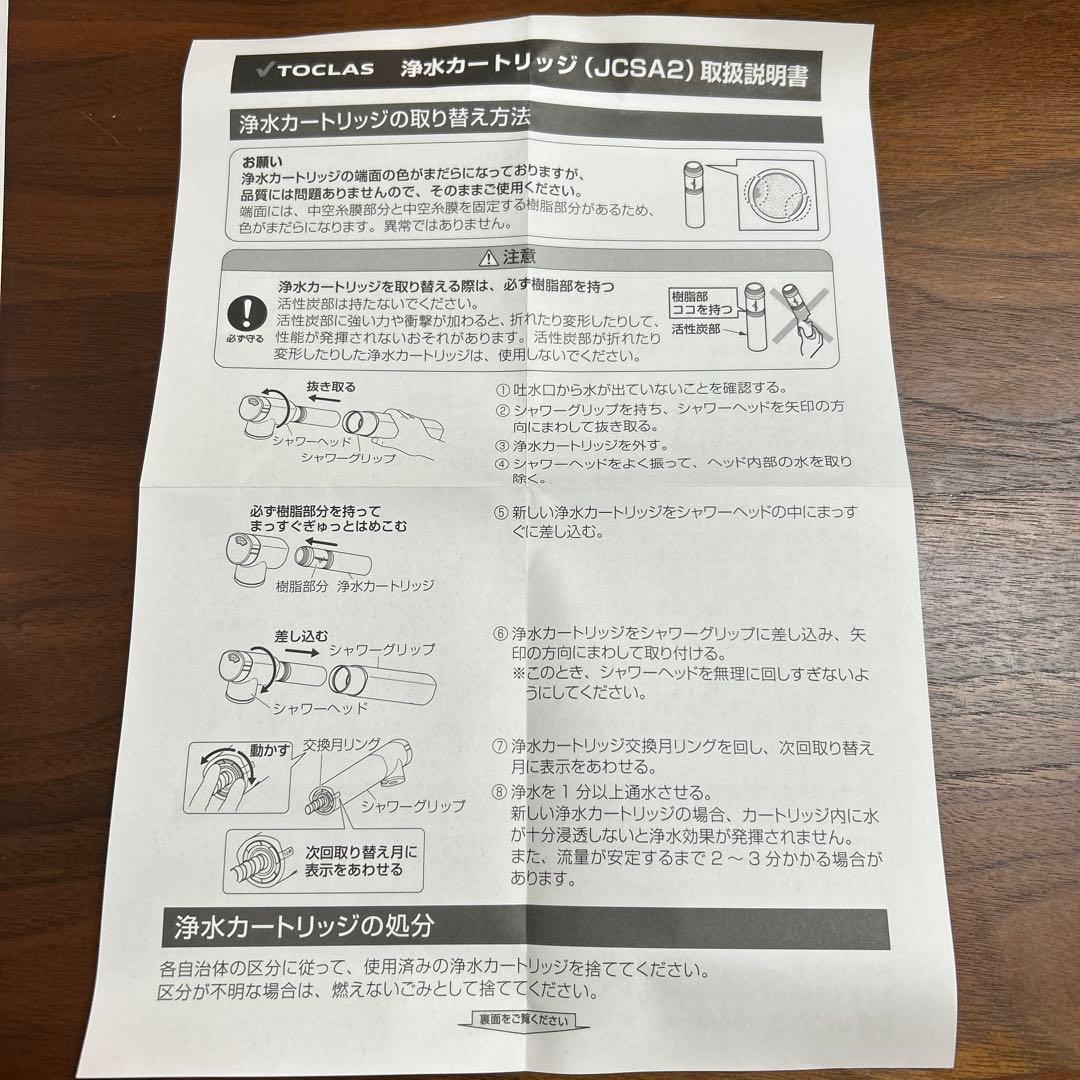 TOCLAS 浄水カートリッジ(JCSA2)取扱説明書
浄水カートリッジの取り替え方法
お願い
浄水カートリッジの端面の色がまだらになっておりますが、
品質には問題ありませんので、そのままご使用ください。
端面には、中空糸膜部分と中空糸膜を固定する樹脂部分があるため、
色がまだらになります。異常ではありません。
注意
必ず守る
浄水カートリッジを取り替える際は、必ず樹脂部を持つ
活性炭部は持たないでください。
活性炭部に強い力や衝撃が加わると、折れたり変形したりして、
性能が発揮されないおそれがあります。活性炭部が折れたり
変形したりした浄水カートリッジは、使用しないでください。
樹脂部
ココを持つ
活性炭部
抜き取る
シャワーヘッド
シャワーグリップ
①吐水口から水が出ていないことを確認する。
②シャワーグリップを持ち、シャワーヘッドを矢印の方
向にまわして抜き取る。
③浄水カートリッジを外す。
④シャワーヘッドをよく振って、ヘッド内部の水を取り
除く。
必ず樹脂部分を持って
まっすぐぎゅっとはめこむ
樹脂部分 浄水カートリッジ
⑤新しい浄水カートリッジをシャワーヘッドの中にまっす
ぐに差し込む。
差し込む
シャワーグリップ
シャワーヘッド
⑥浄水カートリッジをシャワーグリップに差し込み、矢
印の方向にまわして取り付ける。
※このとき、シャワーヘッドを無理に回しすぎないよ
うにしてください。
動かす
交換月リング
シャワーグリップ
次回取り替え月に
表示をあわせる
⑦浄水カートリッジ交換月リングを回し、次回取り替え
月に表示をあわせる。
⑧浄水を1分以上通水させる。
新しい浄水カートリッジの場合、カートリッジ内に水
が十分浸透しないと浄水効果が発揮されません。
また、流量が安定するまで2～3分かかる場合が
あります。
浄水カートリッジの処分
各自治体の区分に従って、使用済みの浄水カートリッジを捨ててください。
区分が不明な場合は、燃えないごみとして捨ててください。
裏面をご覧ください